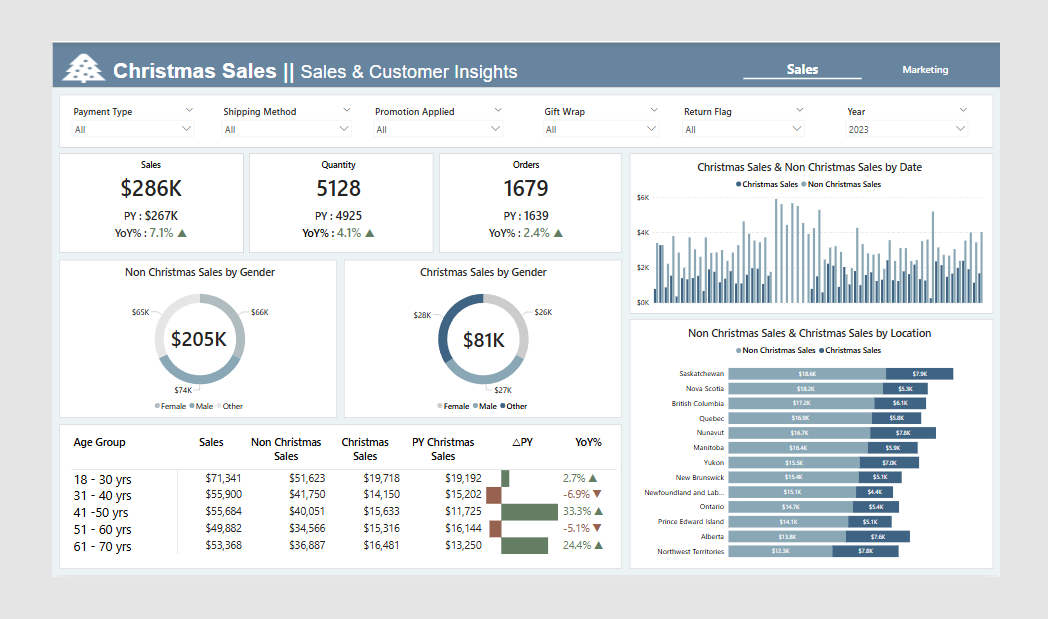 Christmas Sales || Sales & Customer Insights
Sales
Marketing
Payment Type
Shipping Method
Promotion Applied
Gift Wrap
Return Flag
Year
All
All
All
All
All
2023
Sales
$286K
PY : $267K
YoY% : 7.1% ▲
Quantity
5128
PY : 4925
YoY% : 4.1% ▲
Orders
1679
PY : 1639
YoY% : 2.4% ▲
Christmas Sales & Non Christmas Sales by Date
Christmas Sales Non Christmas Sales
$6K
$4K
$2K
$0K
Non Christmas Sales by Gender
$65K
$66K
$205K
$74K
Female Male Other
Christmas Sales by Gender
$28K
$26K
$81K
$27K
Female Male Other
Non Christmas Sales & Christmas Sales by Location
Non Christmas Sales Christmas Sales
Saskatchewan $18.6K $7.9K
Nova Scotia $18.2K $5.3K
British Columbia $17.2K $6.1K
Quebec $16.9K $5.8K
Nunavut $16.7K $7.8K
Manitoba $16.4K $5.9K
Yukon $15.5K $7.0K
New Brunswick $15.4K $5.1K
Newfoundland and Lab... $15.1K $4.4K
Ontario $14.7K $5.4K
Prince Edward Island $14.1K $5.1K
Alberta $13.8K $7.6K
Northwest Territories $12.3K $7.8K
Age Group Sales Non Christmas Sales Christmas Sales PY Christmas Sales △PY YoY%
18 - 30 yrs $71,341 $51,623 $19,718 $19,192 2.7% ▲
31 - 40 yrs $55,900 $41,750 $14,150 $15,202 -6.9% ▼
41 -50 yrs $55,684 $40,051 $15,633 $11,725 33.3% ▲
51 - 60 yrs $49,882 $34,566 $15,316 $16,144 -5.1% ▼
61 - 70 yrs $53,368 $36,887 $16,481 $13,250 24.4% ▲